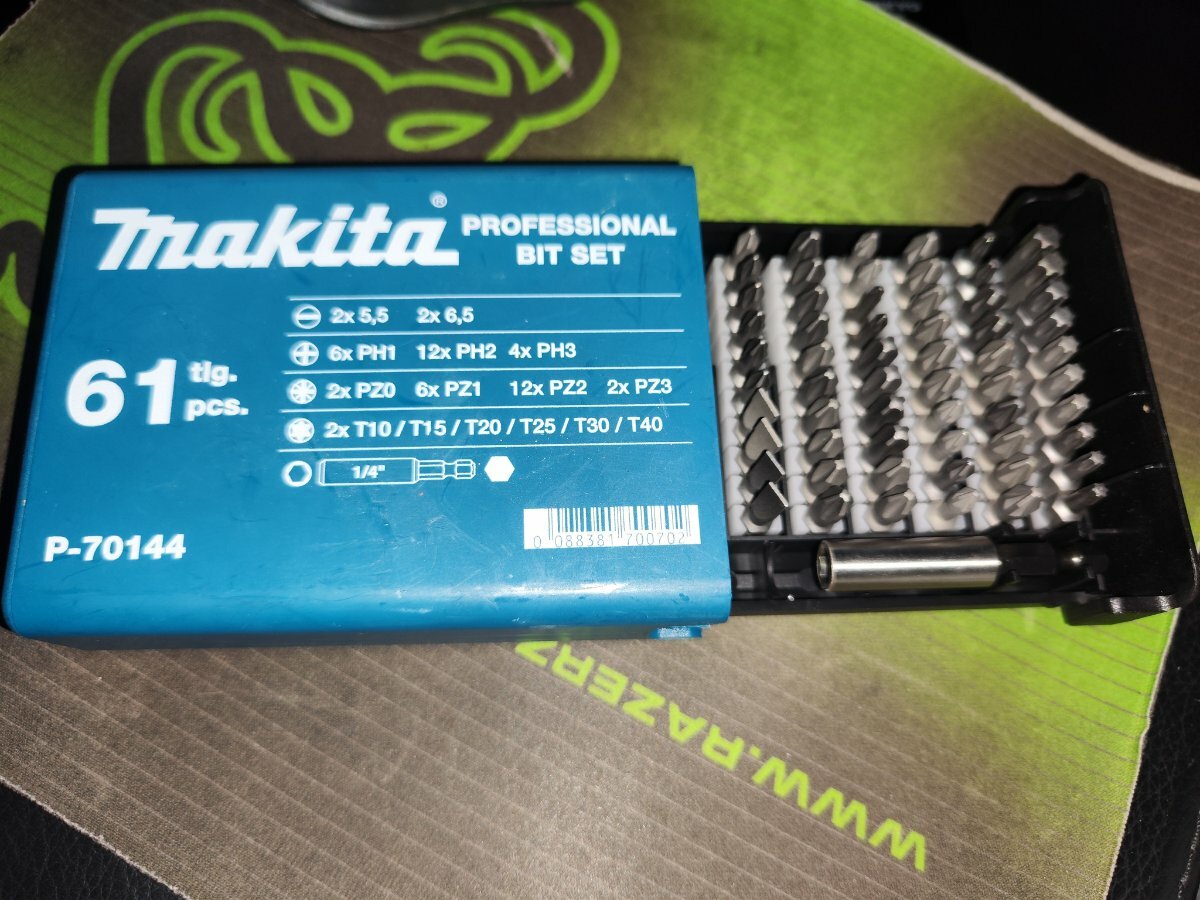 makita®
PROFESSIONAL
BIT SET
2x 5,5 2x 6,5
6x PH1 12x PH2 4x PH3
2x PZ0 6x PZ1 12x PZ2 2x PZ3
2x T10 / T15 / T20 / T25 / T30 / T40
1/4"
61 tlg.
pcs.
P-70144
0 088381 700702
WWW.RAZERZ